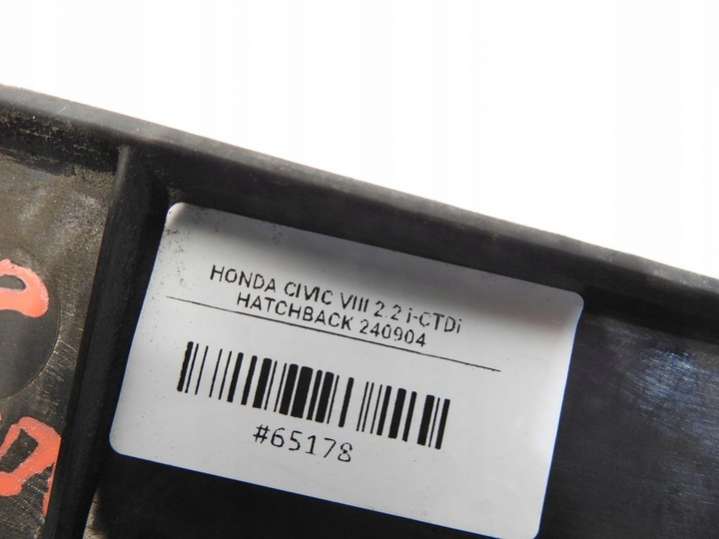 HONDA CIVIC VIII 2.2 i-CTDi
HATCHBACK 240904
#65178